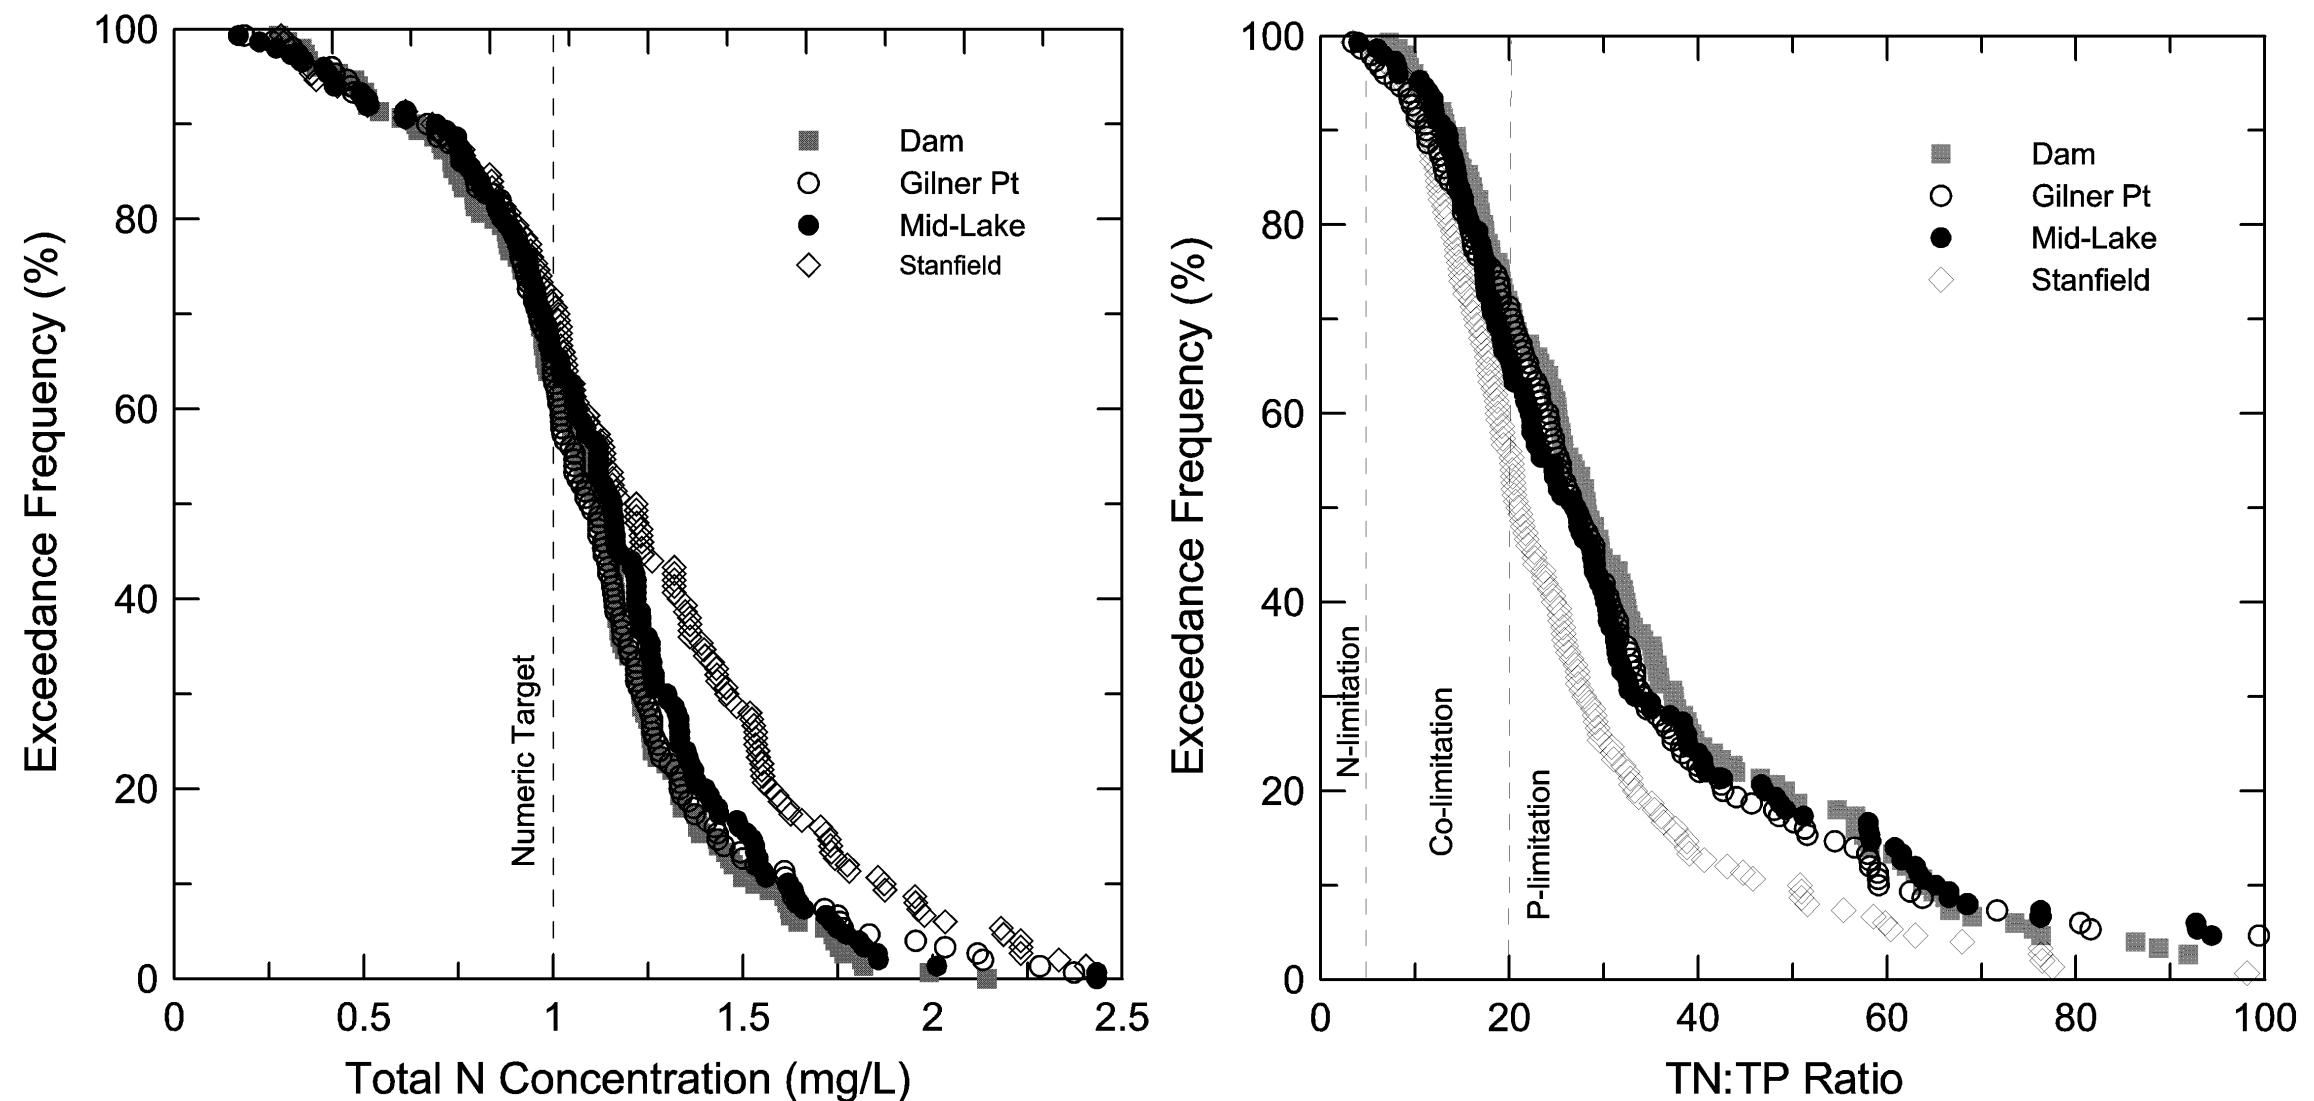 100
80
60
40
20
0
Exceedance Frequency (%)
Dam
Gilner Pt
Mid-Lake
Stanfield
Numeric Target
0 0.5 1 1.5 2 2.5
Total N Concentration (mg/L)
100
80
60
40
20
0
Exceedance Frequency (%)
Dam
Gilner Pt
Mid-Lake
Stanfield
N-limitation
Co-limitation
P-limitation
0 20 40 60 80 100
TN:TP Ratio